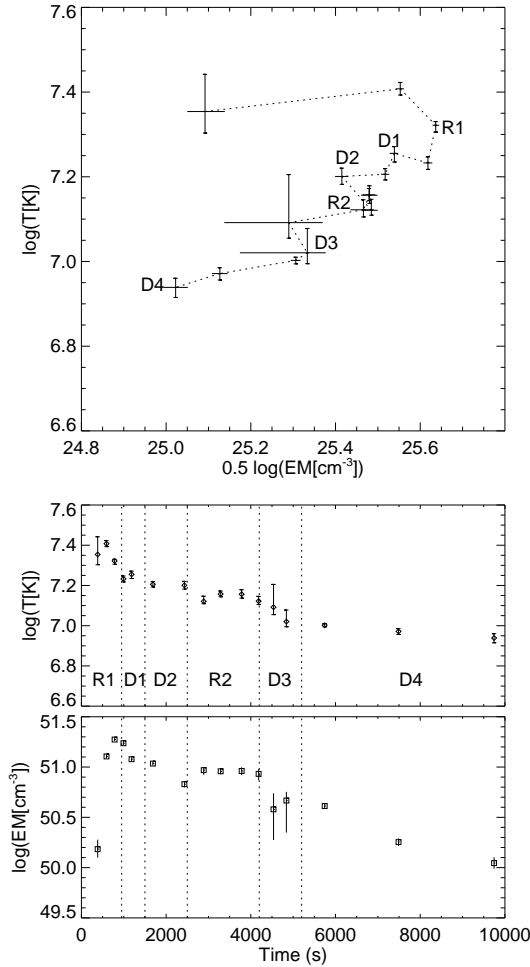 7.6
7.4
7.2
7.0
6.8
6.6
log(T[K])
R1
D1
D2
R2
D3
D4
24.8 25.0 25.2 25.4 25.6
0.5 log(EM[cm-3])
7.6
7.4
7.2
7.0
6.8
6.6
log(T[K])
R1 D1 D2 R2 D3 D4
51.5
51.0
50.5
50.0
49.5
log(EM[cm-3])
0 2000 4000 6000 8000 10000
Time (s)